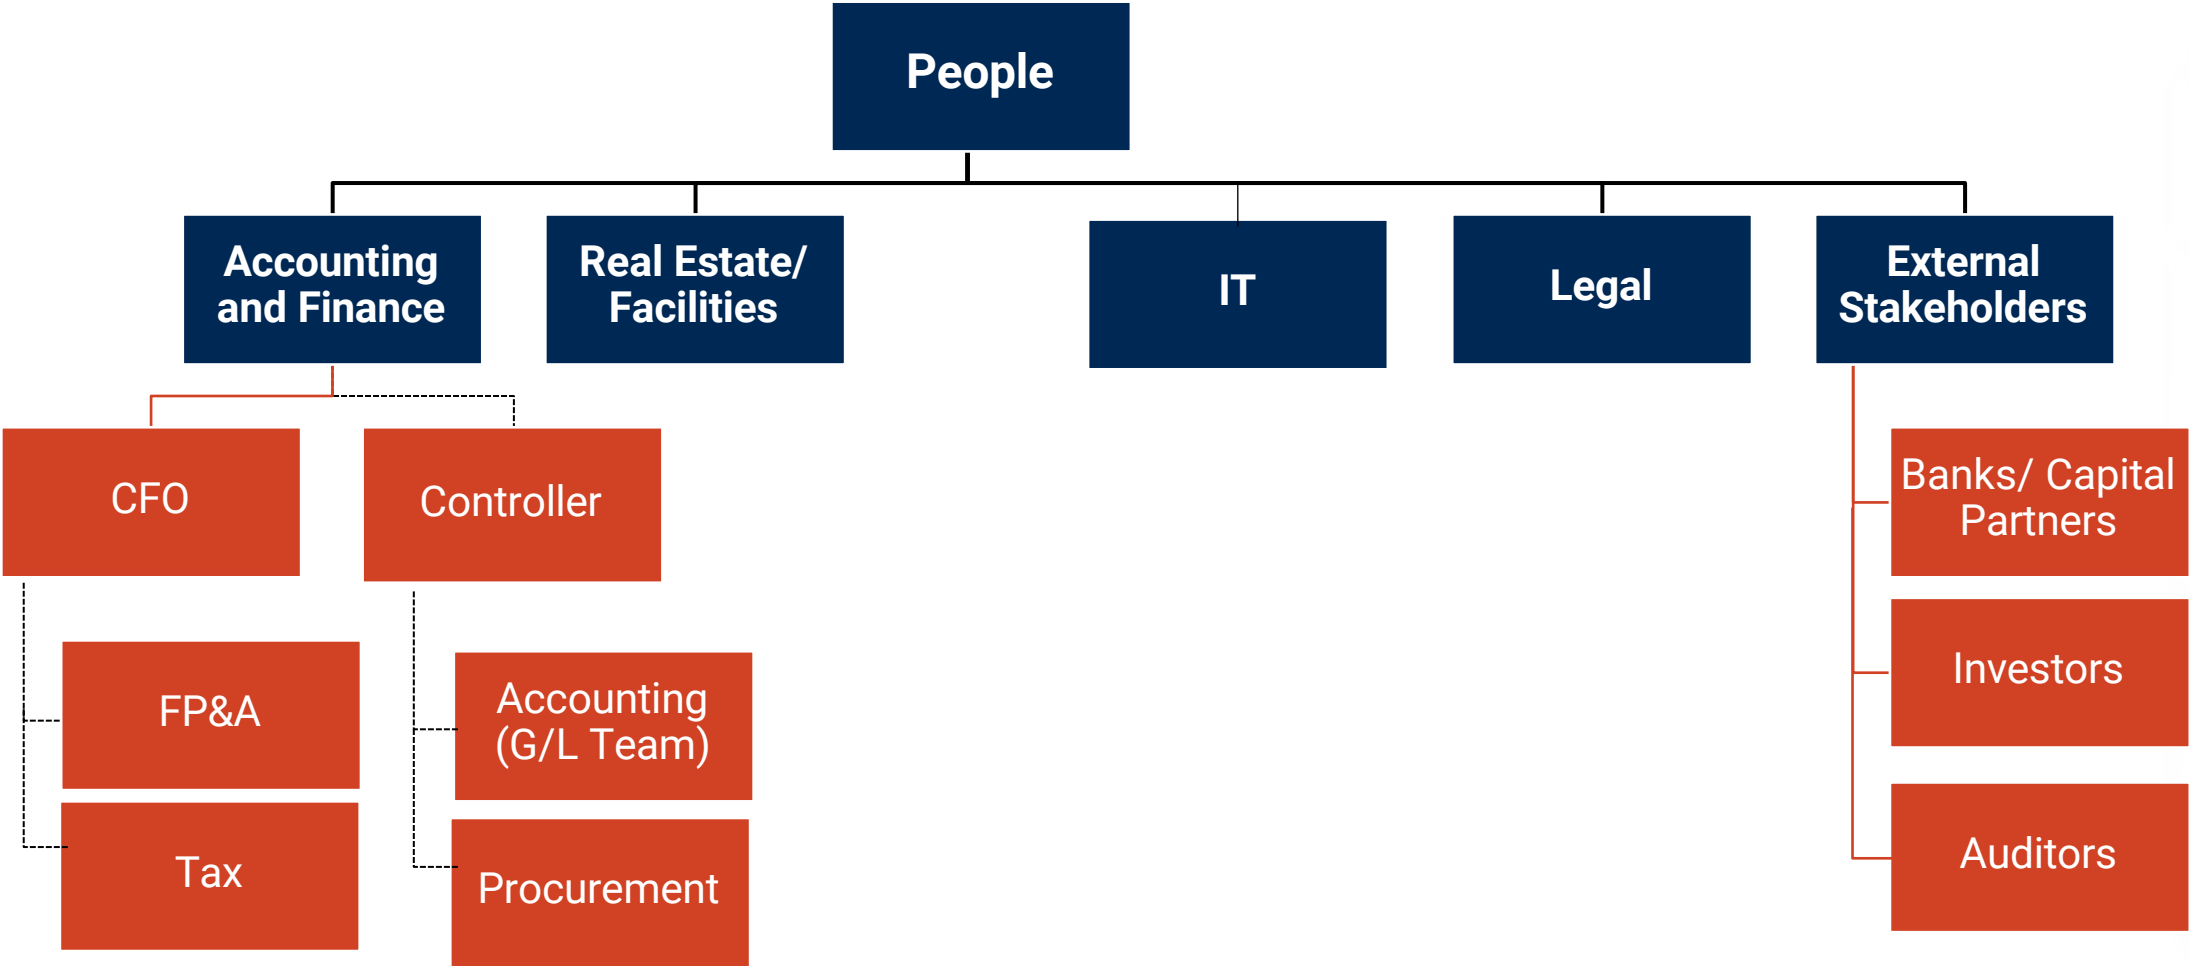 People
Accounting
and Finance
Real Estate/
Facilities
IT
Legal
External
Stakeholders
CFO
Controller
Banks/ Capital
Partners
FP&A
Accounting
(G/L Team)
Investors
Tax
Procurement
Auditors